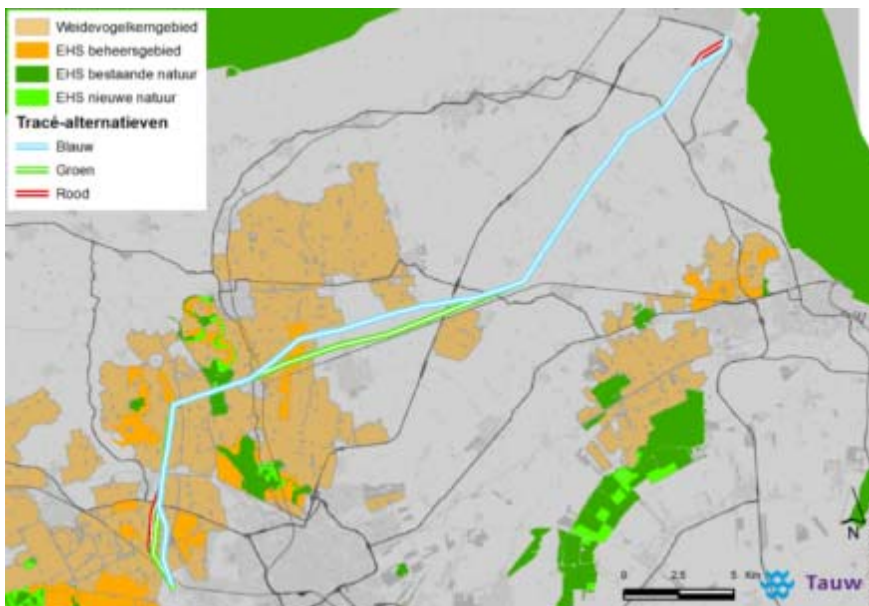 Weidevogelkerngebied
EHS beheersgebied
EHS bestaande natuur
EHS nieuwe natuur
Tracé-alternatieven
Blauw
Groen
Rood
N
0 2,5 5 Km
Tauw